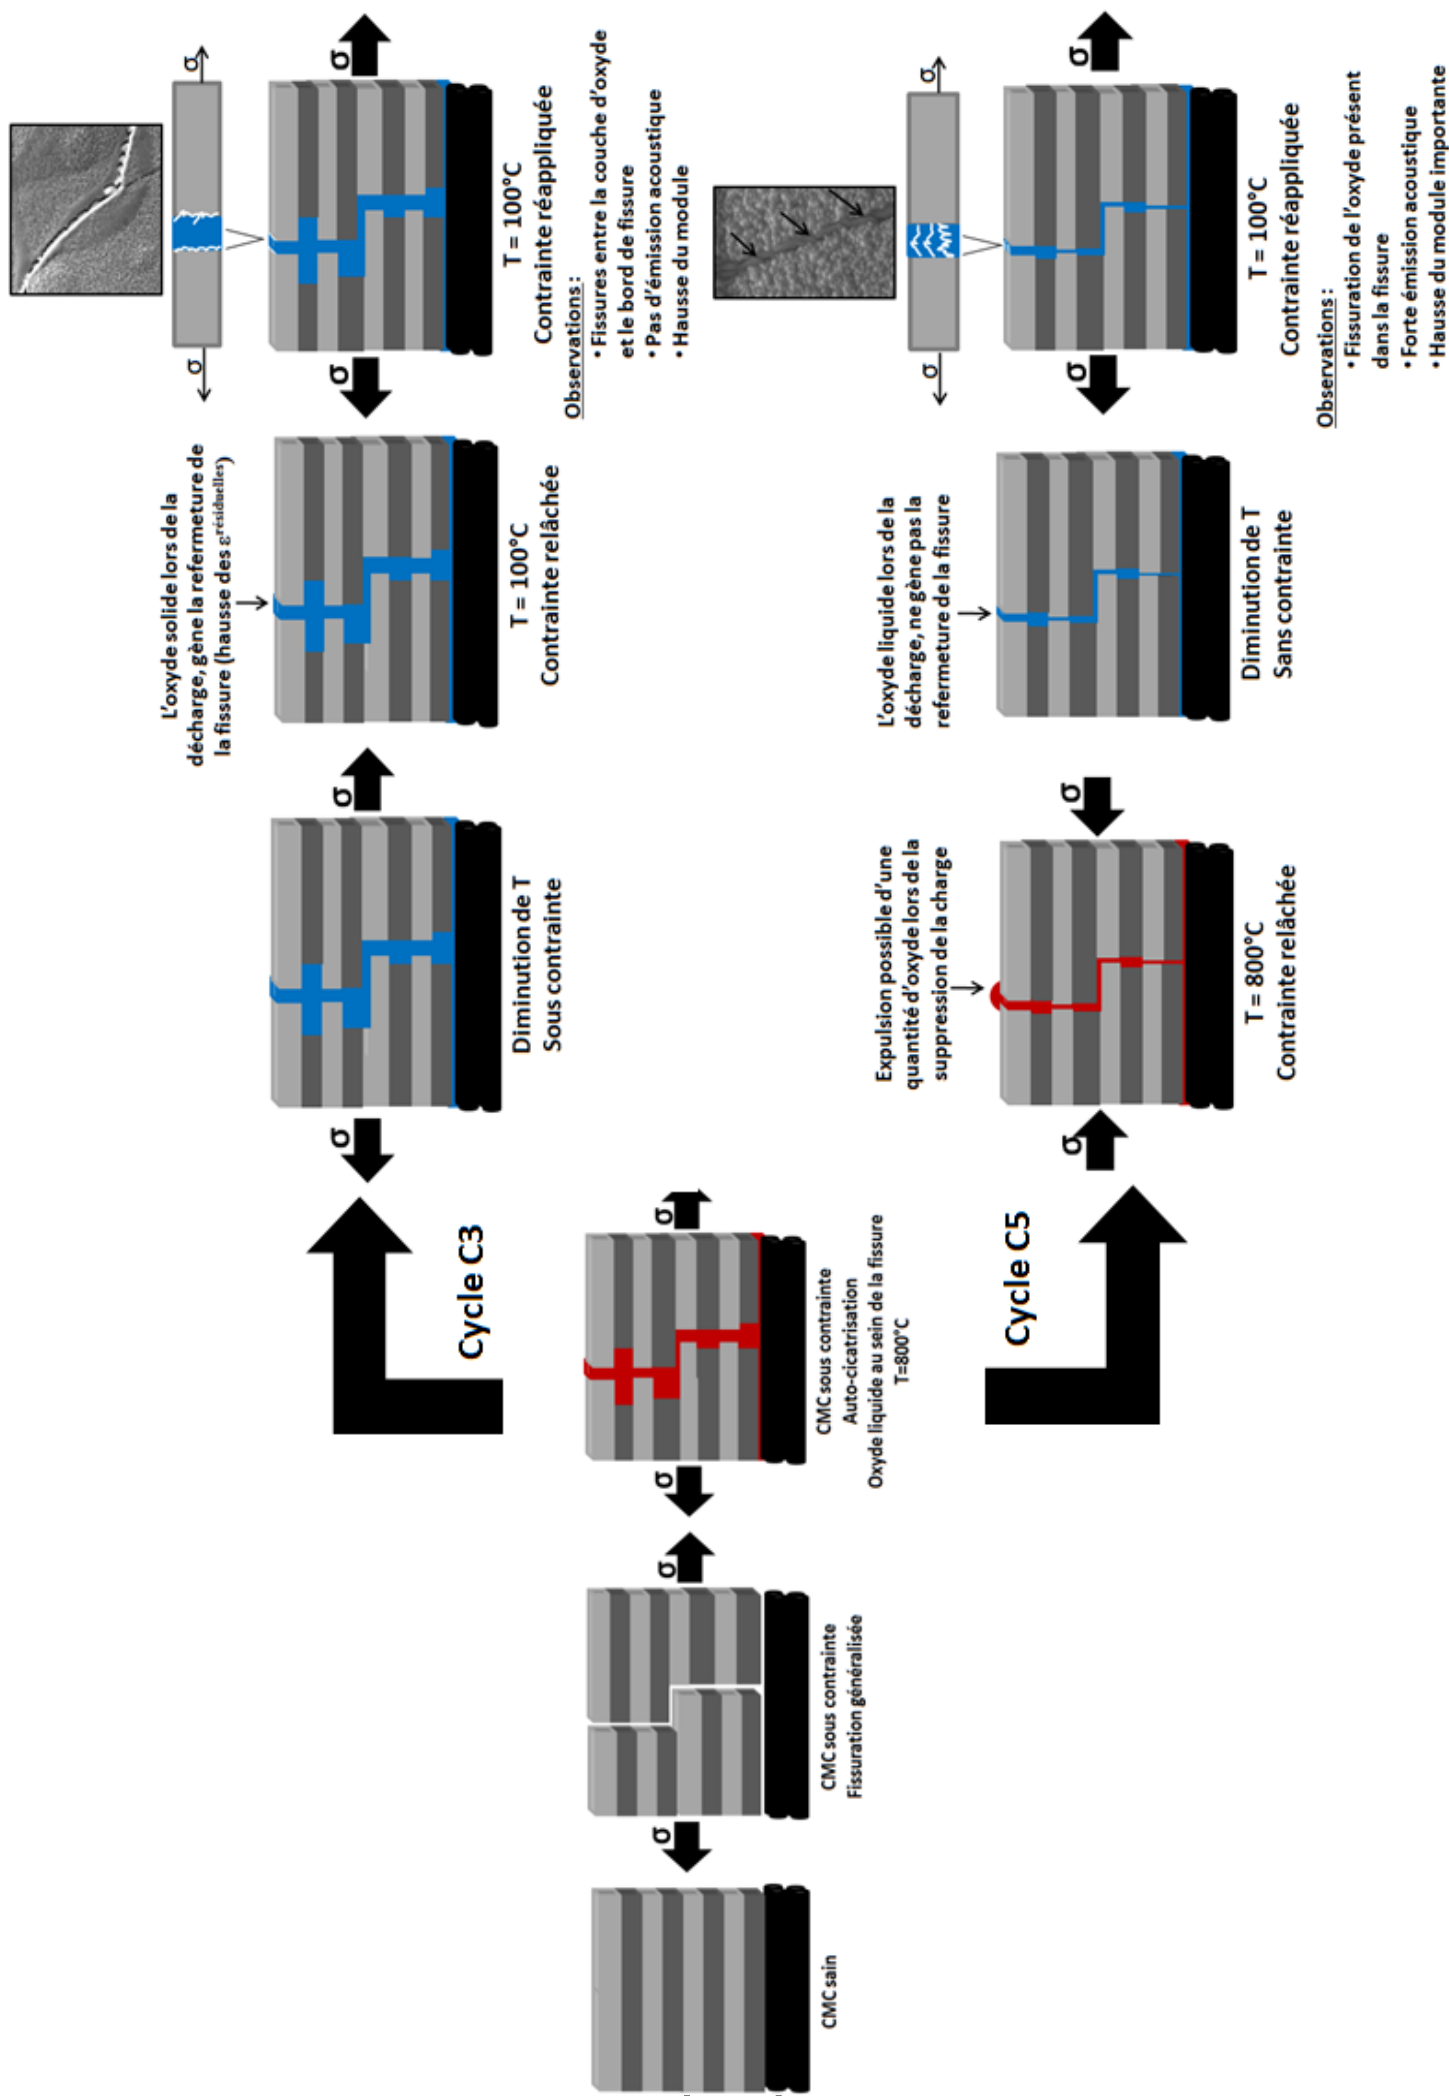 CMC sain
σ
σ
CMC sous contrainte
Fissuration généralisée
σ
σ
CMC sous contrainte
Auto-cicatrisation
Oxyde liquide au sein de la fissure
T=800°C
Cycle C3
σ
σ
Diminution de T
Sous contrainte
L'oxyde solide lors de la
décharge, gène la refermeture de
la fissure (hausse des εrésiduelles)
T = 100°C
Contrainte relâchée
σ
σ
σ
σ
T = 100°C
Contrainte réappliquée
Observations :
• Fissures entre la couche d'oxyde
et le bord de fissure
• Pas d'émission acoustique
• Hausse du module
Cycle C5
Expulsion possible d'une
quantité d'oxyde lors de la
suppression de la charge
σ
σ
T = 800°C
Contrainte relâchée
L'oxyde liquide lors de la
décharge, ne gène pas la
refermeture de la fissure
Diminution de T
Sans contrainte
σ
σ
σ
σ
T = 100°C
Contrainte réappliquée
Observations :
• Fissuration de l'oxyde présent
dans la fissure
• Forte émission acoustique
• Hausse du module importante